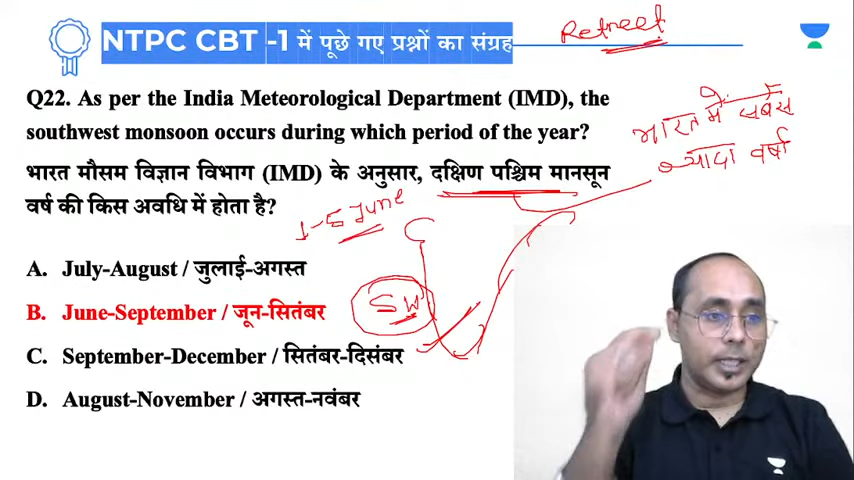 NTPC CBT -1 में पूछे गए प्रश्नों का संग्रह
Retreet
Q22. As per the India Meteorological Department (IMD), the
southwest monsoon occurs during which period of the year?
भारत मौसम विज्ञान विभाग (IMD) के अनुसार, दक्षिण पश्चिम मानसून
वर्ष की किस अवधि में होता है?
भारत में सबसे
ज्यादा वर्षा
1-5 June
A. July-August / जुलाई-अगस्त
B. June-September / जून-सितंबर
SW
C. September-December / सितंबर-दिसंबर
D. August-November / अगस्त-नवंबर